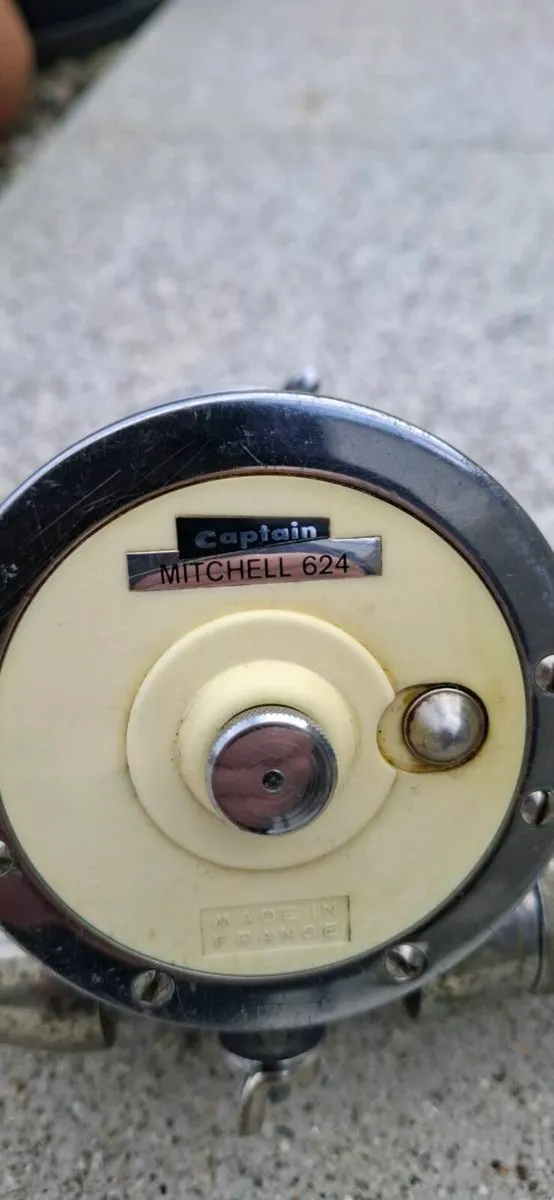 Captain
MITCHELL 624
MADE IN
FRANCE